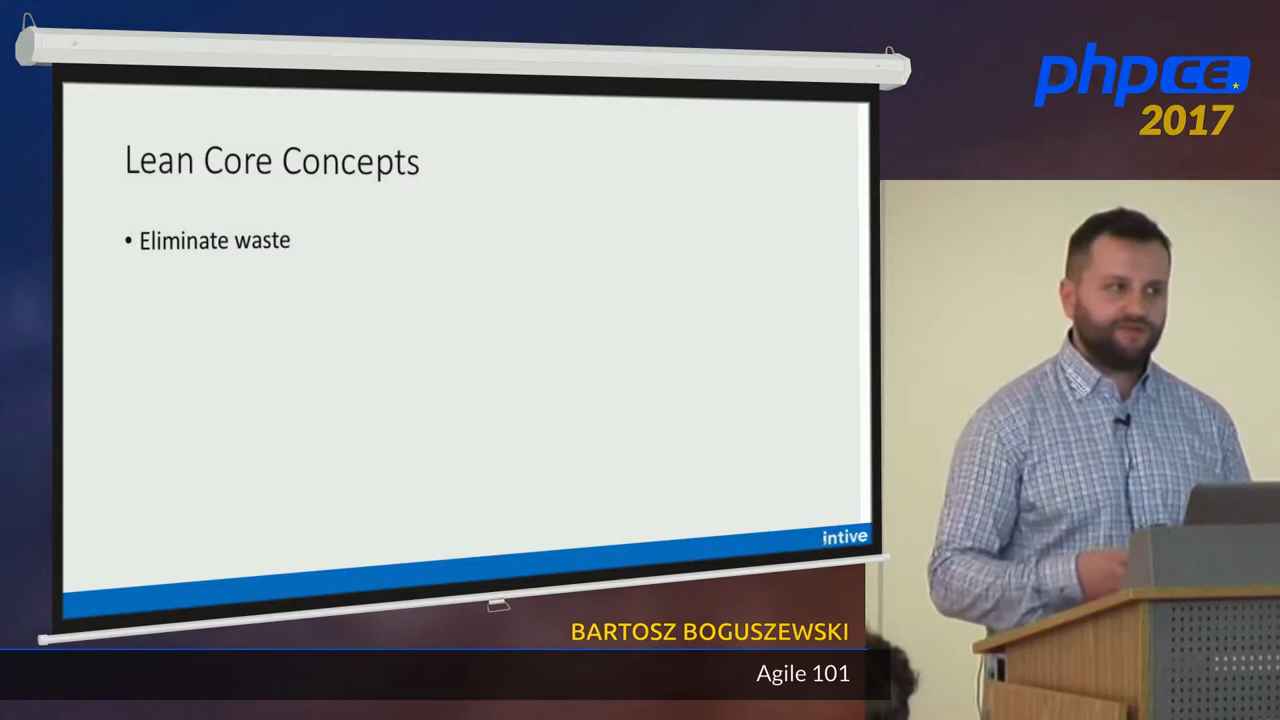 phpCE
2017
Lean Core Concepts
• Eliminate waste
intive
BARTOSZ BOGUSZEWSKI
Agile 101